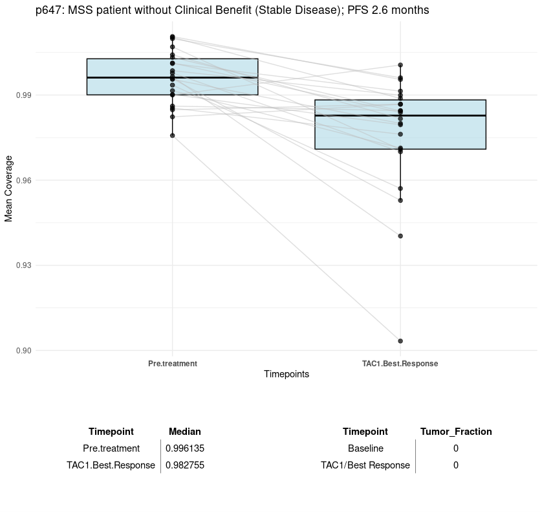 p647: MSS patient without Clinical Benefit (Stable Disease); PFS 2.6 months
Mean Coverage
0.99
0.96
0.93
0.90
Pre.treatment TAC1.Best.Response
Timepoints
Timepoint Median
Pre.treatment 0.996135
TAC1.Best.Response 0.982755
Timepoint Tumor_Fraction
Baseline 0
TAC1/Best Response 0